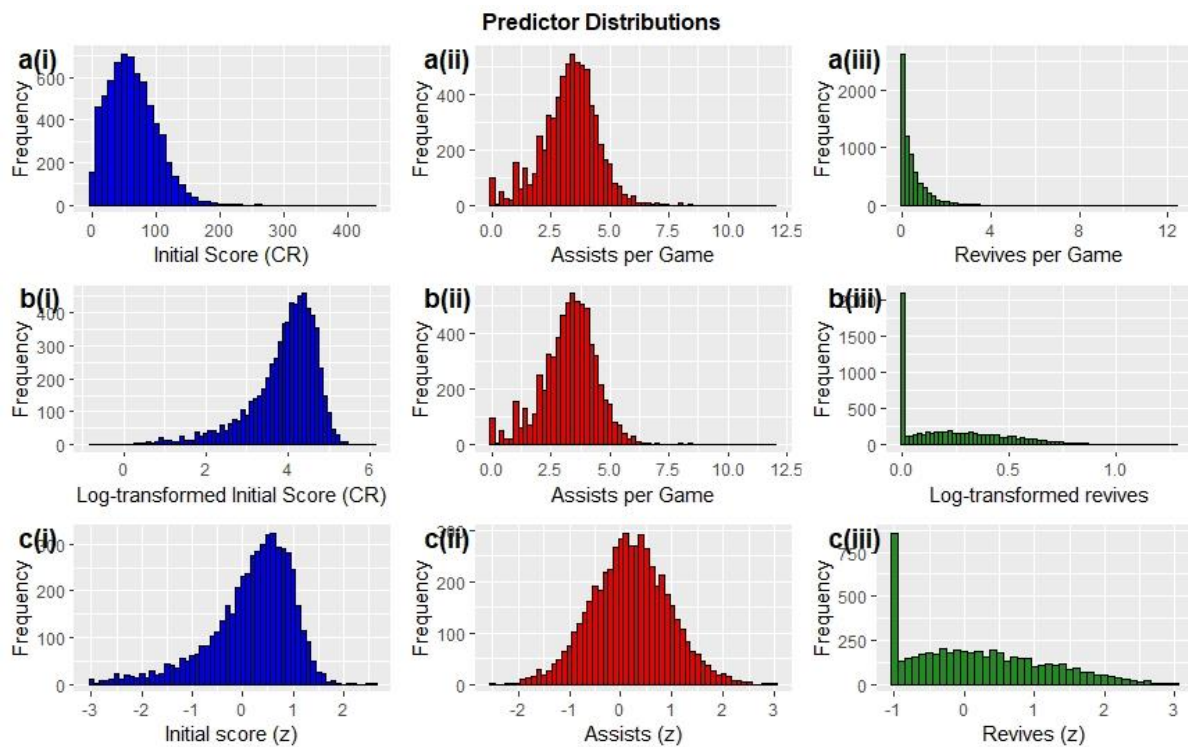 Predictor Distributions
a(i)
Frequency
600
400
200
0
0 100 200 300 400
Initial Score (CR)
a(ii)
Frequency
400
200
0
0.0 2.5 5.0 7.5 10.0 12.5
Assists per Game
a(iii)
Frequency
2000
1000
0
0 4 8 12
Revives per Game
b(i)
Frequency
400
300
200
100
0
0 2 4 6
Log-transformed Initial Score (CR)
b(ii)
Frequency
400
200
0
0.0 2.5 5.0 7.5 10.0 12.5
Assists per Game
b(iii)
Frequency
1500
1000
500
0
0.0 0.5 1.0
Log-transformed revives
c(i)
Frequency
300
200
100
0
-3 -2 -1 0 1 2
Initial score (z)
c(ii)
Frequency
300
200
100
0
-2 -1 0 1 2 3
Assists (z)
c(iii)
Frequency
750
500
250
0
-1 0 1 2 3
Revives (z)